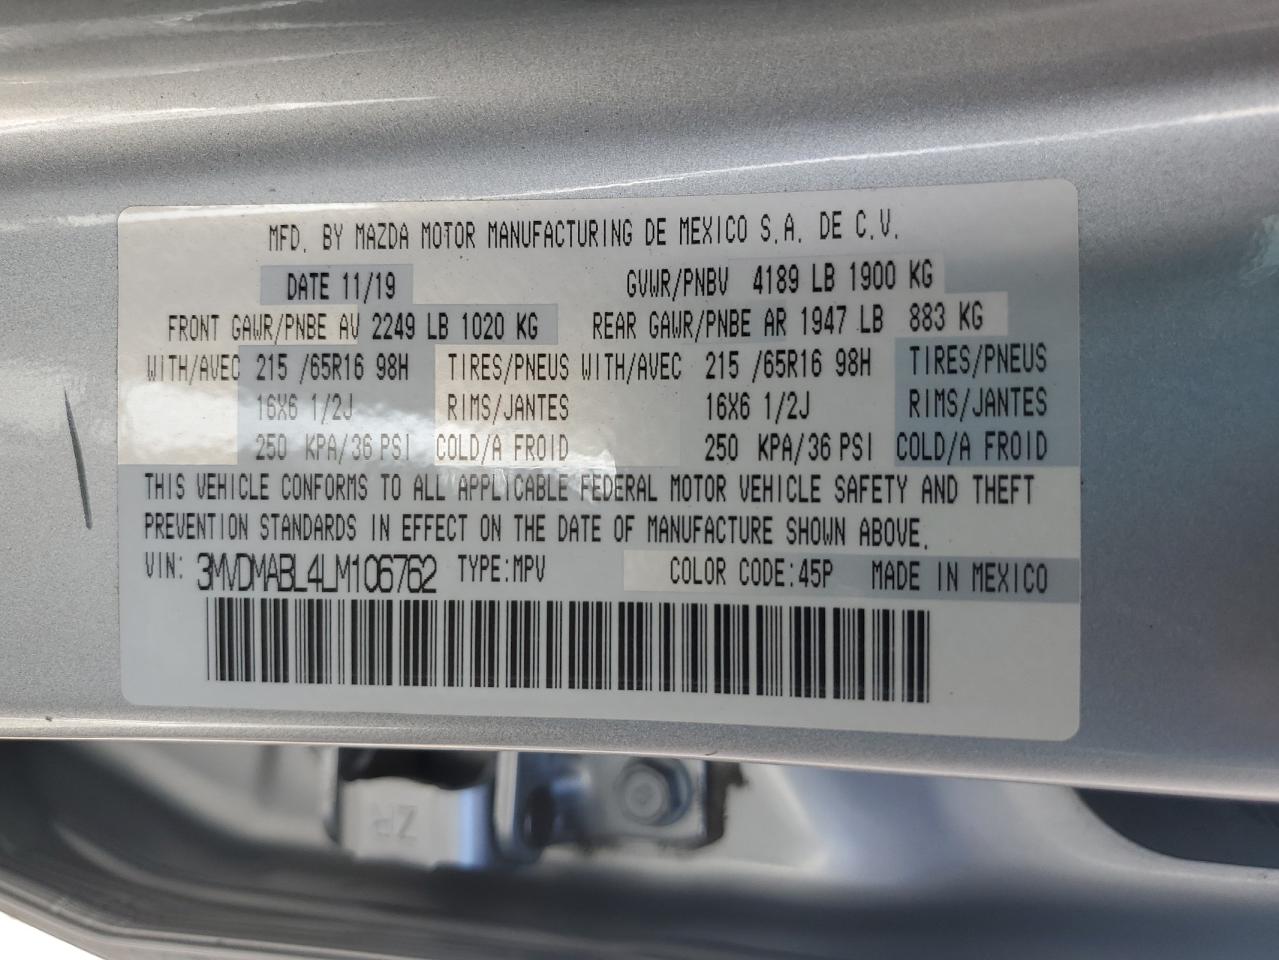 MFD. BY MAZDA MOTOR MANUFACTURING DE MEXICO S.A. DE C.V.
DATE 11/19 GVWR/PNBV 4189 LB 1900 KG
FRONT GAWR/PNBE AV 2249 LB 1020 KG REAR GAWR/PNBE AR 1947 LB 883 KG
WITH/AVEC 215 /65R16 98H TIRES/PNEUS WITH/AVEC 215 /65R16 98H TIRES/PNEUS
16X6 1/2J RIMS/JANTES 16X6 1/2J RIMS/JANTES
250 KPA/36 PSI COLD/A FROID 250 KPA/36 PSI COLD/A FROID
THIS VEHICLE CONFORMS TO ALL APPLICABLE FEDERAL MOTOR VEHICLE SAFETY AND THEFT
PREVENTION STANDARDS IN EFFECT ON THE DATE OF MANUFACTURE SHOWN ABOVE.
VIN: 3MVDMABL4LM106762 TYPE:MPV COLOR CODE:45P MADE IN MEXICO
ZP